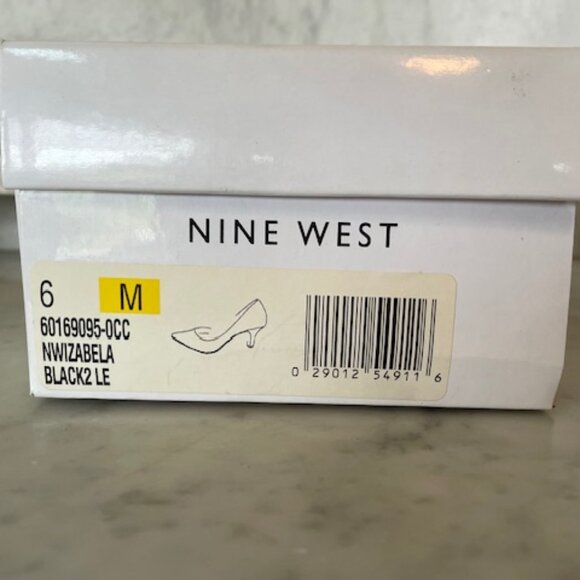 NINE WEST
6 M
60169095-0CC
NWIZABELA
BLACK2 LE
0 29012 54911 6